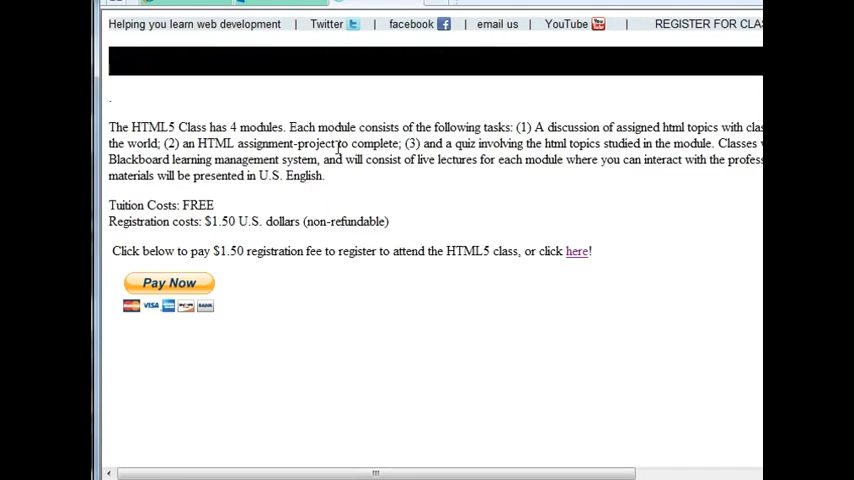 Helping you learn web development | Twitter | facebook | email us | YouTube You | REGISTER FOR CLAS
.
The HTML5 Class has 4 modules. Each module consists of the following tasks: (1) A discussion of assigned html topics with clas
the world; (2) an HTML assignment-project to complete; (3) and a quiz involving the html topics studied in the module. Classes
Blackboard learning management system, and will consist of live lectures for each module where you can interact with the profes
materials will be presented in U.S. English.
Tuition Costs: FREE
Registration costs: $1.50 U.S. dollars (non-refundable)
Click below to pay $1.50 registration fee to register to attend the HTML5 class, or click here!
Pay Now
VISA BANK